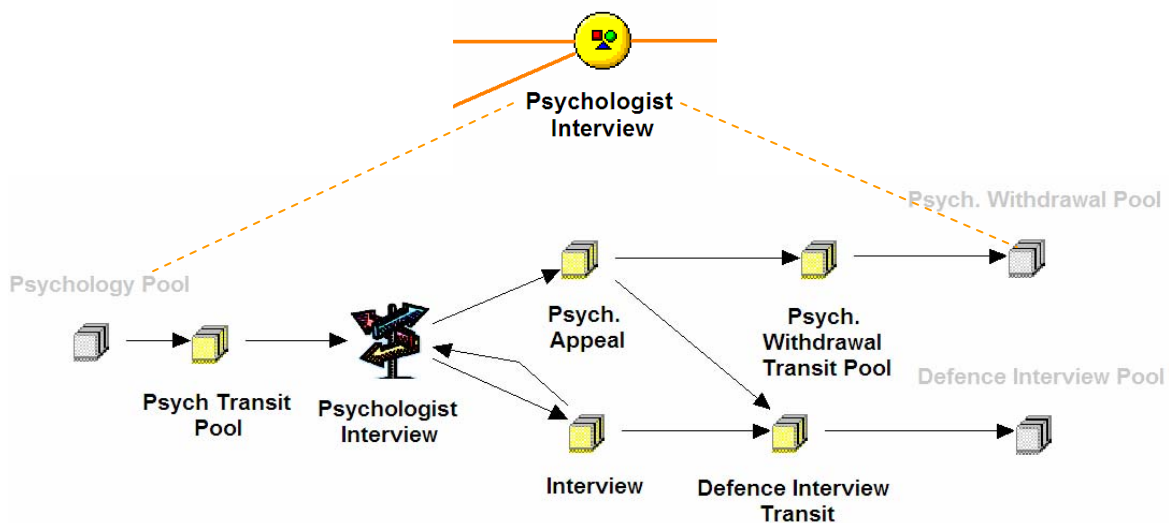 Psychologist
Interview
Psych. Withdrawal Pool
Psychology Pool
Psych.
Appeal
Psych.
Withdrawal
Transit Pool
Defence Interview Pool
Psych Transit
Pool
Psychologist
Interview
Interview
Defence Interview
Transit